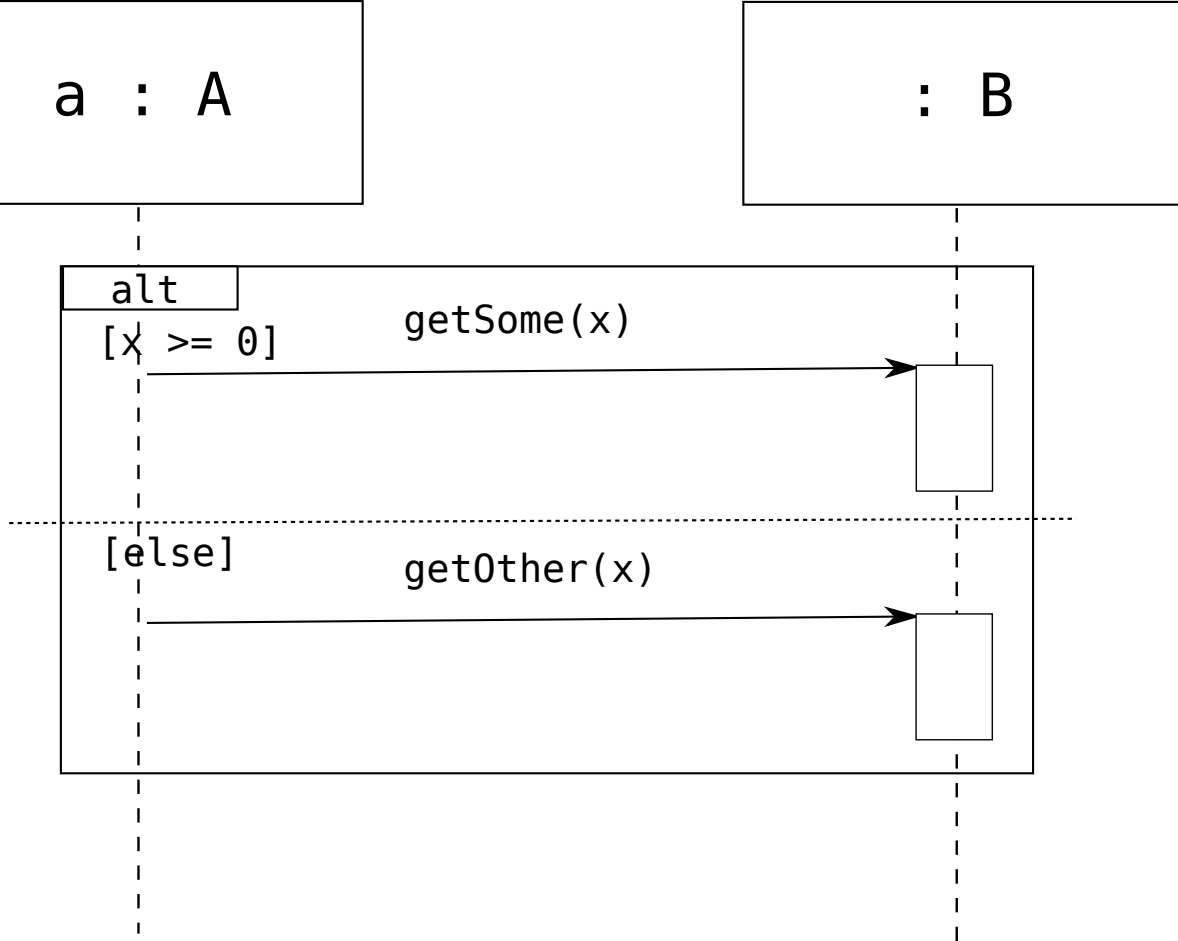 a : A
: B
alt
[x >= 0]
getSome(x)
[else]
getOther(x)